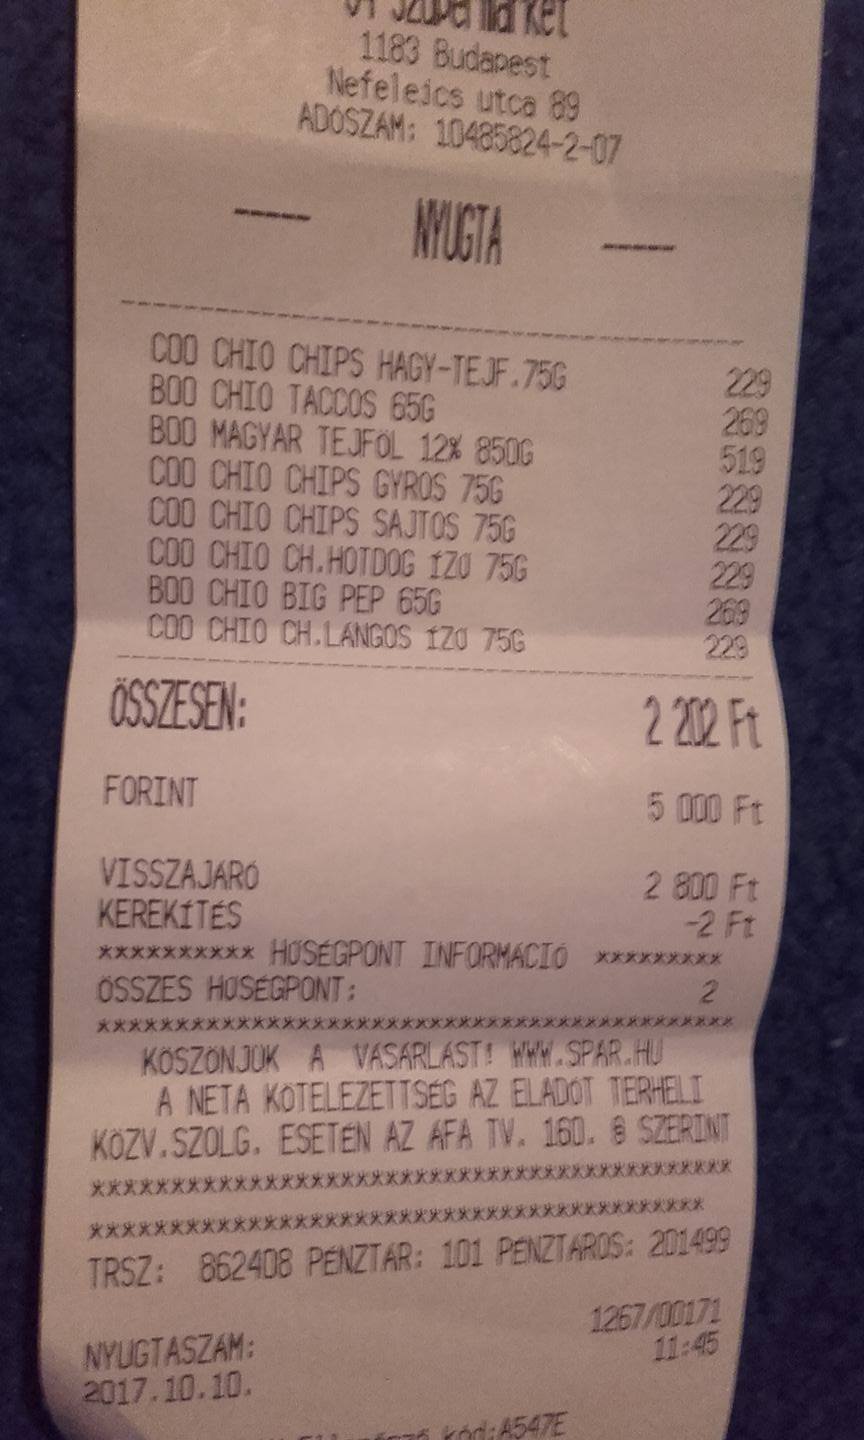 Szupermarket
1183 Budapest
Nefelejcs utca 89
ADÓSZÁM: 10485824-2-07
---- NYUGTA ----
C00 CHIO CHIPS HAGY-TEJF.75G 229
B00 CHIO TACCOS 65G 269
B00 MAGYAR TEJFÖL 12% 850G 519
C00 CHIO CHIPS GYROS 75G 229
C00 CHIO CHIPS SAJTOS 75G 229
C00 CHIO CH.HOTDOG ÍZŰ 75G 229
B00 CHIO BIG PEP 65G 269
C00 CHIO CH.LÁNGOS ÍZŰ 75G 229
ÖSSZESEN: 2 202 Ft
FORINT 5 000 Ft
VISSZAJÁRÓ 2 800 Ft
KEREKÍTÉS -2 Ft
********** HŰSÉGPONT INFORMÁCIÓ *********
ÖSSZES HŰSÉGPONT: 2
****************************************
KÖSZÖNJÜK A VÁSÁRLÁST! WWW.SPAR.HU
A NETA KÖTELEZETTSÉG AZ ELADÓT TERHELI
KÖZV.SZOLG. ESETÉN AZ ÁFA TV. 160. § SZERINT
****************************************
**************************************
TRSZ: 862408 PÉNZTÁR: 101 PÉNZTÁROS: 201499
NYUGTASZÁM: 1267/00171
2017.10.10. 11:45
kód:A547E